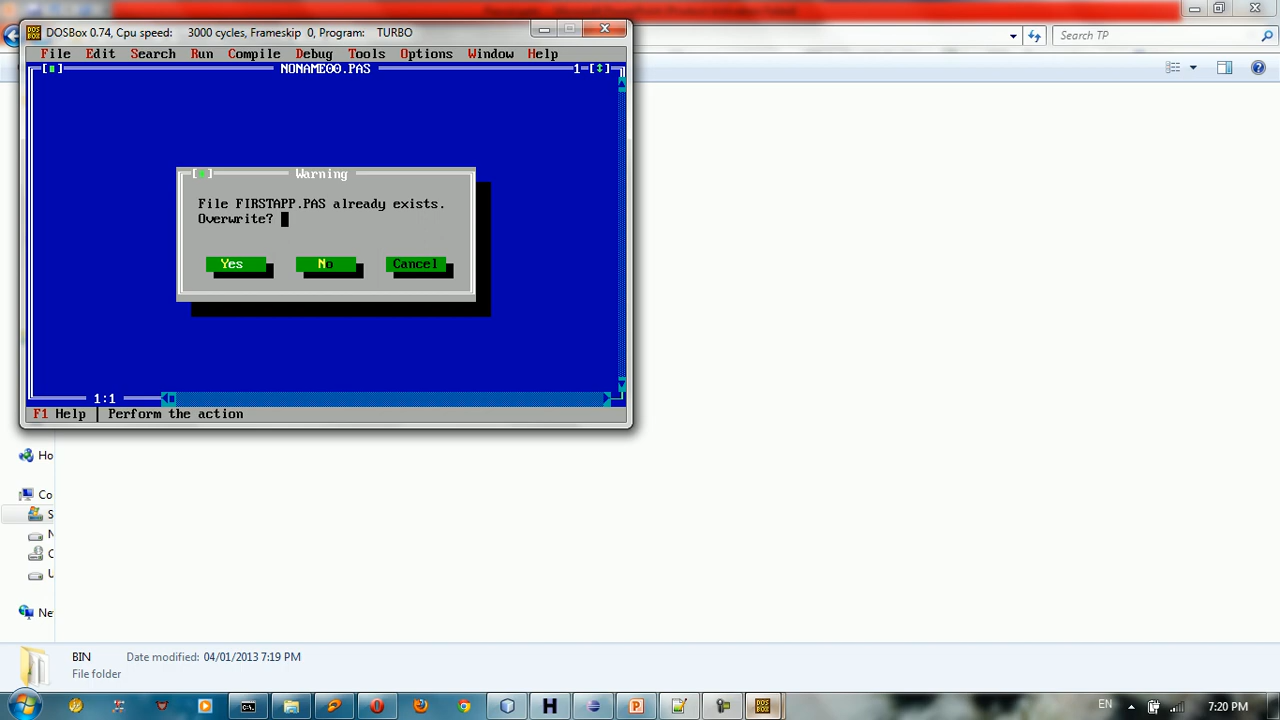 DOSBox 0.74, Cpu speed: 3000 cycles, Frameskip 0, Program: TURBO
File Edit Search Run Compile Debug Tools Options Window Help
Search TP
NONAME00.PAS
1
Warning
File FIRSTAPP.PAS already exists.
Overwrite?
Yes No Cancel
1:1
F1 Help Perform the action
Ho
Co
S
N
C
U
Ne
BIN Date modified: 04/01/2013 7:19 PM
File folder
EN 7:20 PM